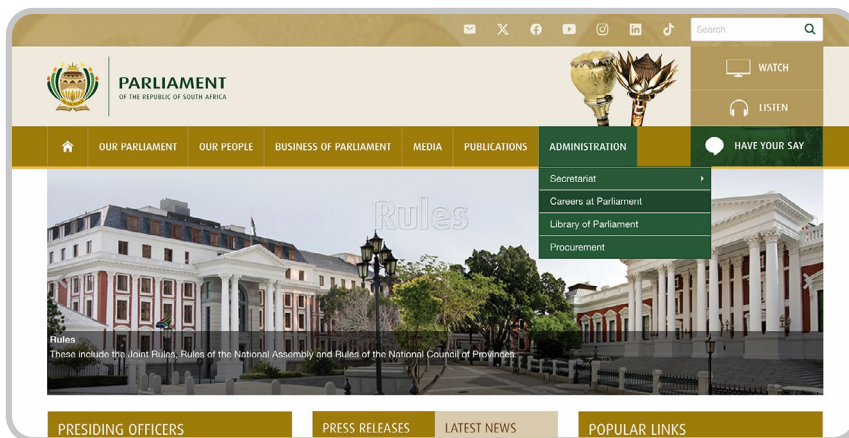 Search
WATCH
LISTEN
PARLIAMENT
OF THE REPUBLIC OF SOUTH AFRICA
OUR PARLIAMENT
OUR PEOPLE
BUSINESS OF PARLIAMENT
MEDIA
PUBLICATIONS
ADMINISTRATION
HAVE YOUR SAY
Secretariat
Careers at Parliament
Library of Parliament
Procurement
Rules
Rules
These include the Joint Rules, Rules of the National Assembly and Rules of the National Council of Provinces.
PRESIDING OFFICERS
PRESS RELEASES
LATEST NEWS
POPULAR LINKS